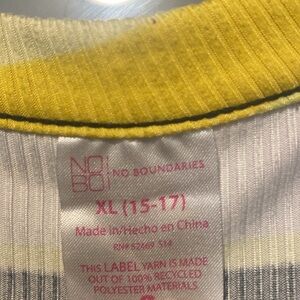 NO
BO
NO BOUNDARIES
XL (15-17)
Made in/Hecho en China
RN# 52469 S14
THIS LABEL YARN IS MADE
OUT OF 100% RECYCLED
POLYESTER MATERIALS